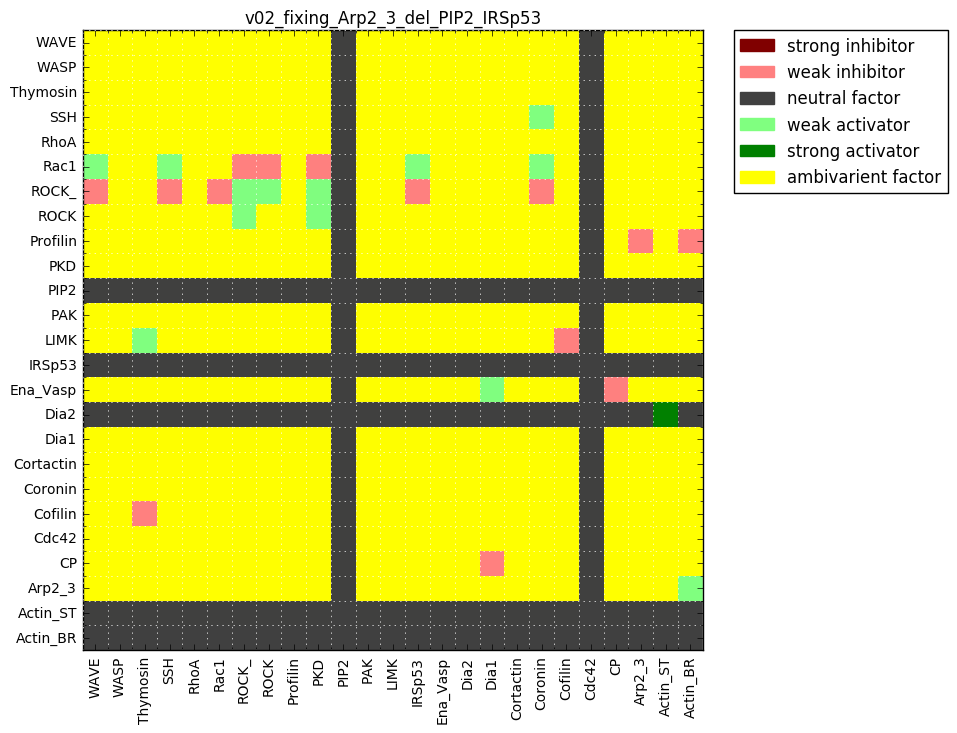 v02_fixing_Arp2_3_del_PIP2_IRSp53
strong inhibitor
weak inhibitor
neutral factor
weak activator
strong activator
ambivarient factor
WAVE
WASP
Thymosin
SSH
RhoA
Rac1
ROCK_
ROCK
Profilin
PKD
PIP2
PAK
LIMK
IRSp53
Ena_Vasp
Dia2
Dia1
Cortactin
Coronin
Cofilin
Cdc42
CP
Arp2_3
Actin_ST
Actin_BR
WAVE
WASP
Thymosin
SSH
RhoA
Rac1
ROCK_
ROCK
Profilin
PKD
PIP2
PAK
LIMK
IRSp53
Ena_Vasp
Dia2
Dia1
Cortactin
Coronin
Cofilin
Cdc42
CP
Arp2_3
Actin_ST
Actin_BR